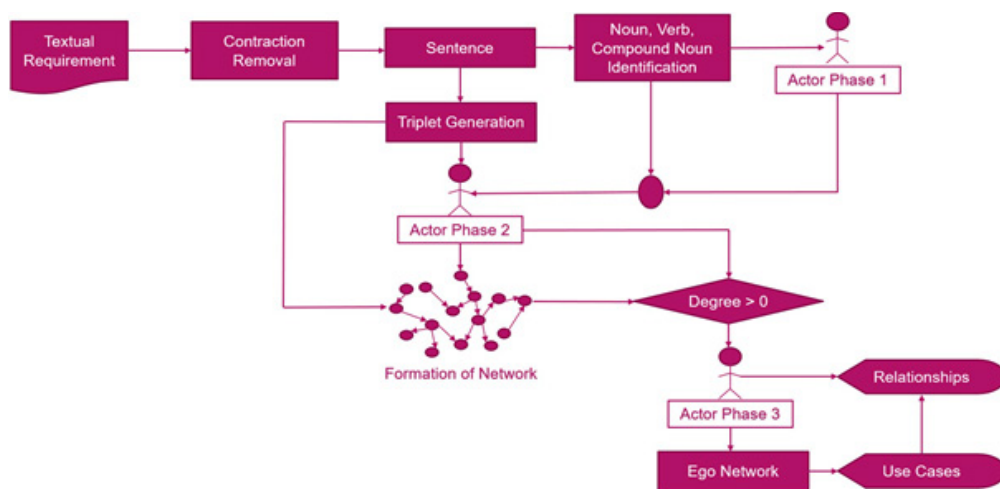 Textual
Requirement
Contraction
Removal
Sentence
Noun, Verb,
Compound Noun
Identification
Actor Phase 1
Triplet Generation
Actor Phase 2
Degree > 0
Formation of Network
Relationships
Actor Phase 3
Ego Network
Use Cases